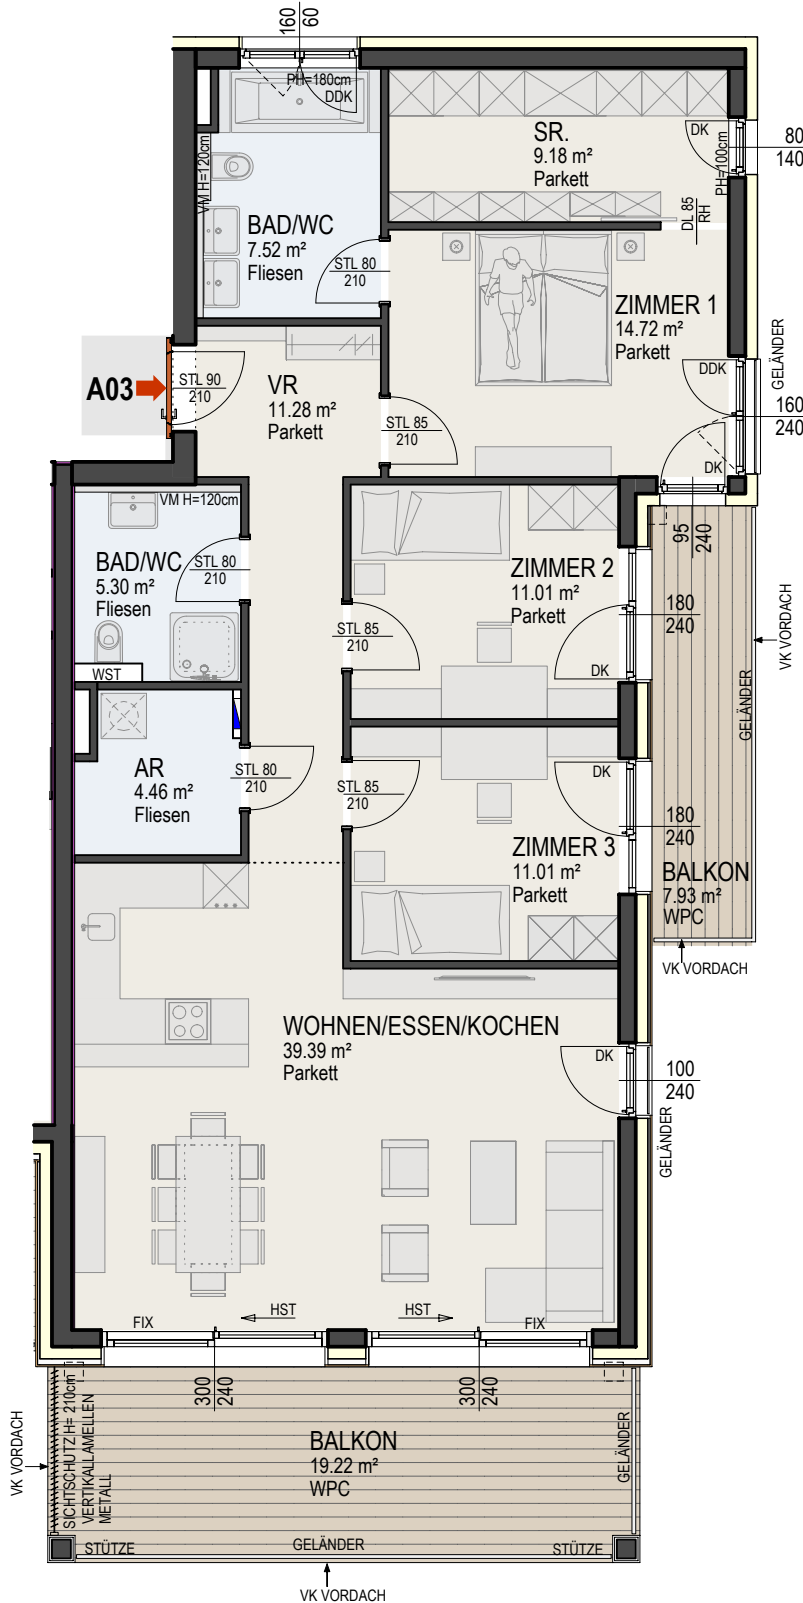 160
60
PH=180cm
DDK
SR.
9.18 m²
Parkett
DK
PH=100cm
80
140
VM H=120cm
BAD/WC
7.52 m²
Fliesen
STL 80
210
DL 85
RH
ZIMMER 1
14.72 m²
Parkett
GELÄNDER
DDK
160
240
DK
A03
STL 90
210
VR
11.28 m²
Parkett
STL 85
210
VM H=120cm
BAD/WC
5.30 m²
Fliesen
STL 80
210
WST
95
240
ZIMMER 2
11.01 m²
Parkett
STL 85
210
DK
180
240
VK VORDACH
GELÄNDER
AR
4.46 m²
Fliesen
STL 80
210
STL 85
210
DK
180
240
ZIMMER 3
11.01 m²
Parkett
BALKON
7.93 m²
WPC
VK VORDACH
WOHNEN/ESSEN/KOCHEN
39.39 m²
Parkett
DK
100
240
GELÄNDER
FIX
HST
HST
FIX
300
240
300
240
VK VORDACH
SICHTSCHUTZ H= 210cm
VERTIKALLAMELLEN
METALL
BALKON
19.22 m²
WPC
GELÄNDER
STÜTZE
GELÄNDER
STÜTZE
VK VORDACH